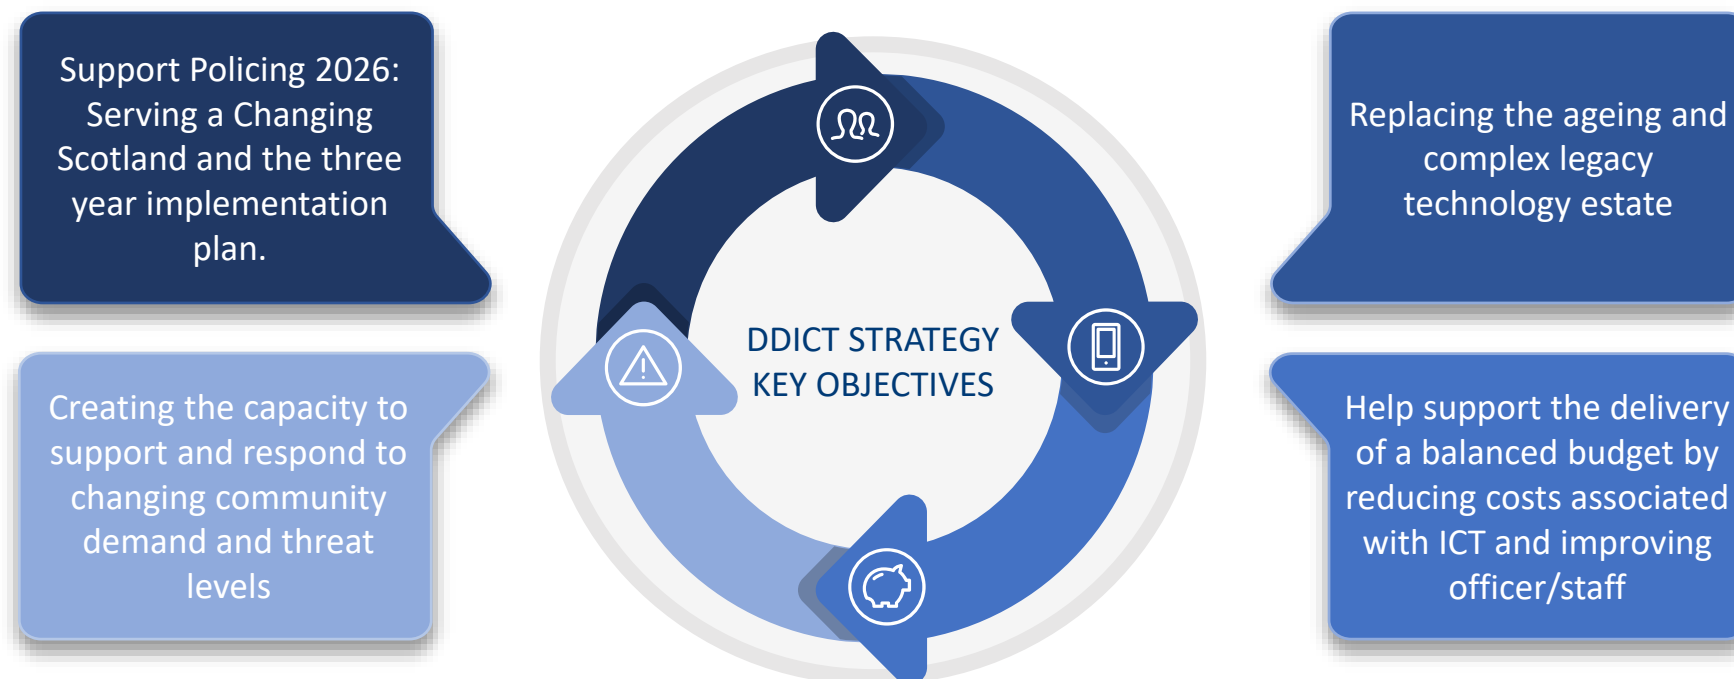 Support Policing 2026:
Serving a Changing
Scotland and the three
year implementation
plan.
Creating the capacity to
support and respond to
changing community
demand and threat
levels
DDICT STRATEGY
KEY OBJECTIVES
Replacing the ageing and
complex legacy
technology estate
Help support the delivery
of a balanced budget by
reducing costs associated
with ICT and improving
officer/staff